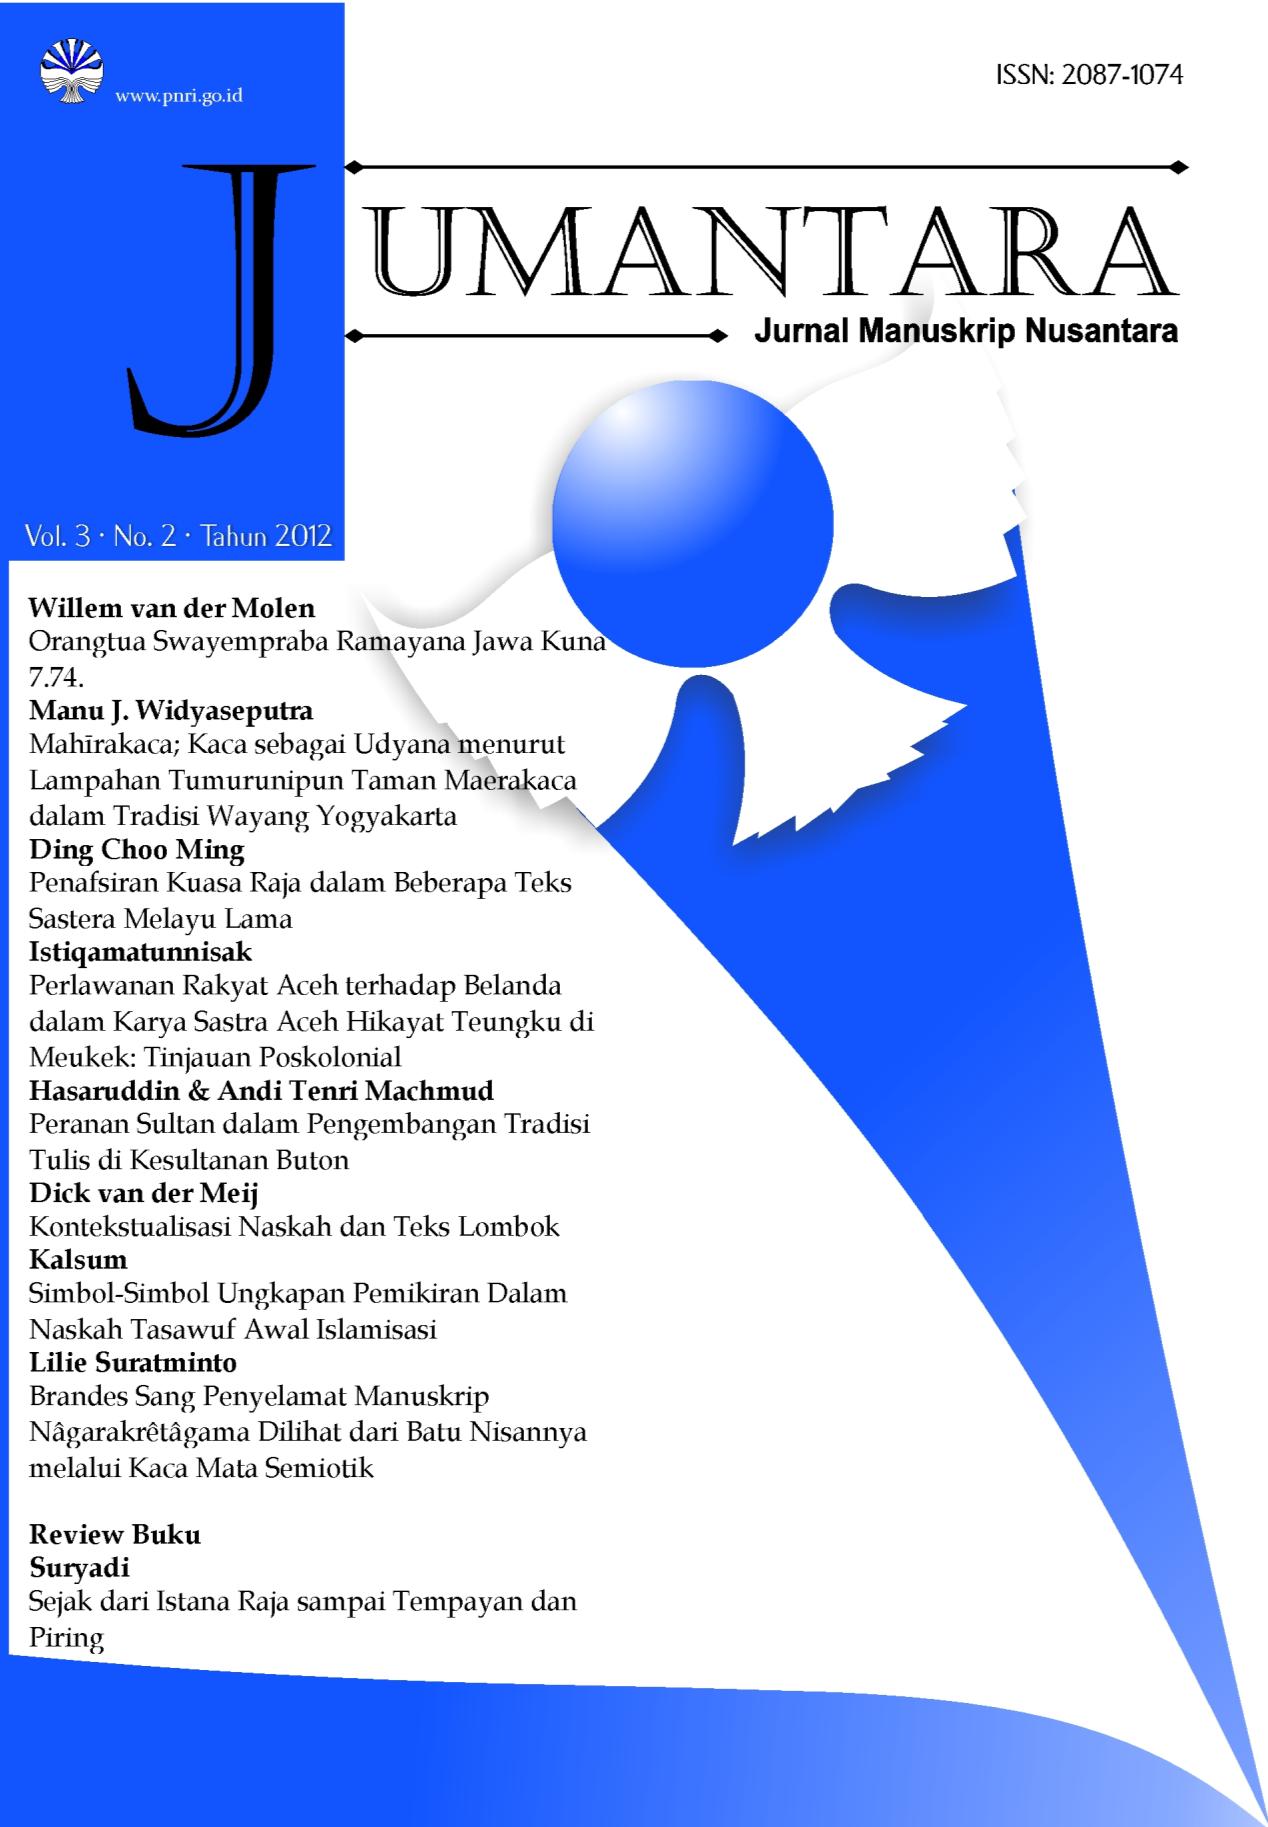 www.pnri.go.id
ISSN: 2087-1074
JUMANTARA
Jurnal Manuskrip Nusantara
Vol. 3 · No. 2 · Tahun 2012
Willem van der Molen
Orangtua Swayempraba Ramayana Jawa Kuna
7.74.
Manu J. Widyaseputra
Mahīrakaca; Kaca sebagai Udyana menurut
Lampahan Tumurunipun Taman Maerakaca
dalam Tradisi Wayang Yogyakarta
Ding Choo Ming
Penafsiran Kuasa Raja dalam Beberapa Teks
Sastera Melayu Lama
Istiqamatunnisak
Perlawanan Rakyat Aceh terhadap Belanda
dalam Karya Sastra Aceh Hikayat Teungku di
Meukek: Tinjauan Poskolonial
Hasaruddin & Andi Tenri Machmud
Peranan Sultan dalam Pengembangan Tradisi
Tulis di Kesultanan Buton
Dick van der Meij
Kontekstualisasi Naskah dan Teks Lombok
Kalsum
Simbol-Simbol Ungkapan Pemikiran Dalam
Naskah Tasawuf Awal Islamisasi
Lilie Suratminto
Brandes Sang Penyelamat Manuskrip
Nâgarakrêtâgama Dilihat dari Batu Nisannya
melalui Kaca Mata Semiotik
Review Buku
Suryadi
Sejak dari Istana Raja sampai Tempayan dan
Piring